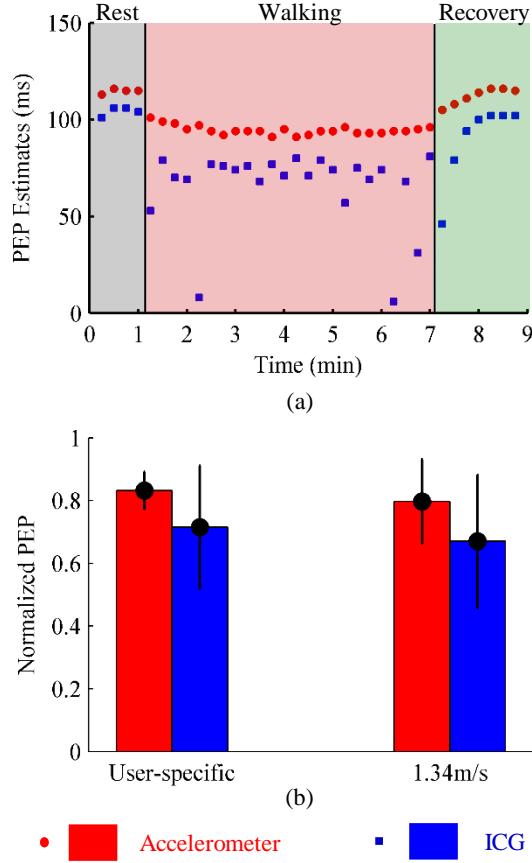 Rest Walking Recovery
150
100
50
0
PEP Estimates (ms)
0 1 2 3 4 5 6 7 8 9
Time (min)
(a)
1
0.8
0.6
0.4
0.2
0
Normalized PEP
User-specific 1.34m/s
(b)
Accelerometer ICG